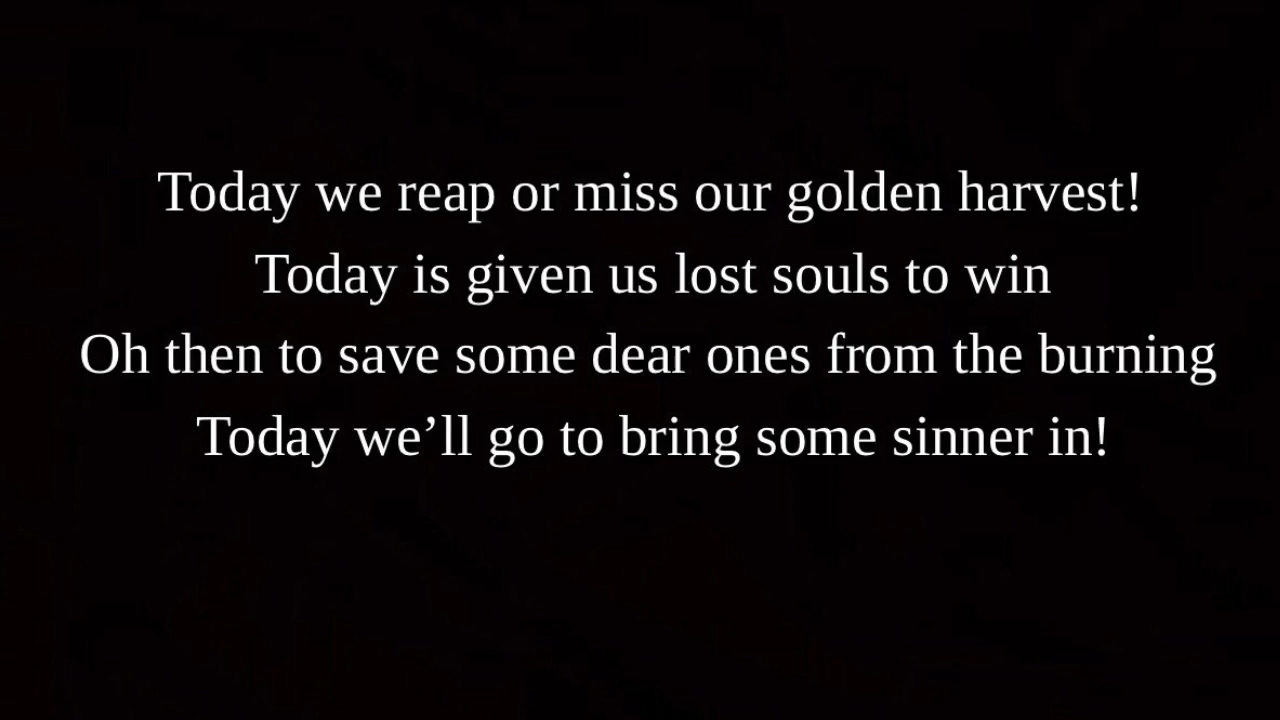 Today we reap or miss our golden harvest!
Today is given us lost souls to win
Oh then to save some dear ones from the burning
Today we’ll go to bring some sinner in!